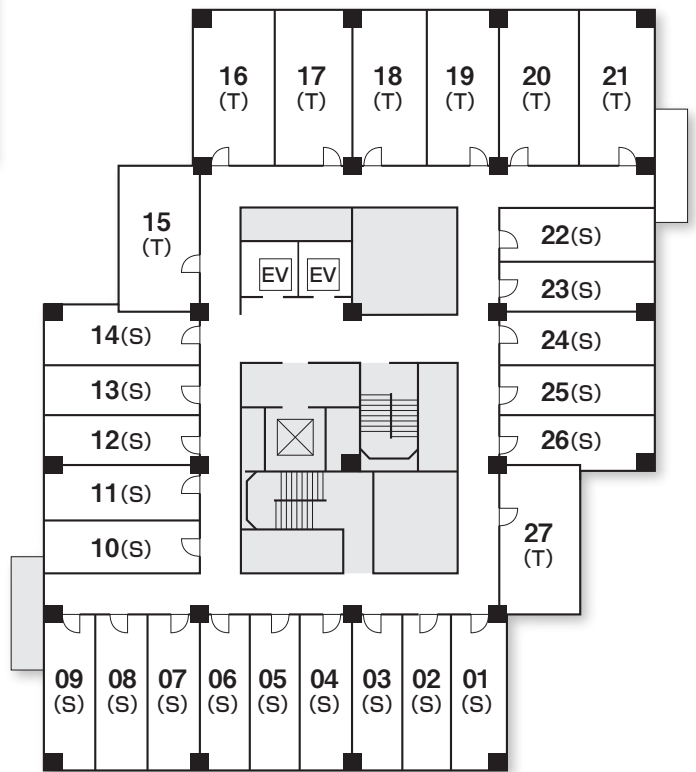 16
(T)
17
(T)
18
(T)
19
(T)
20
(T)
21
(T)
15
(T)
22(S)
EV
EV
23(S)
14(S)
24(S)
13(S)
25(S)
12(S)
26(S)
11(S)
27
(T)
10(S)
09
(S)
08
(S)
07
(S)
06
(S)
05
(S)
04
(S)
03
(S)
02
(S)
01
(S)